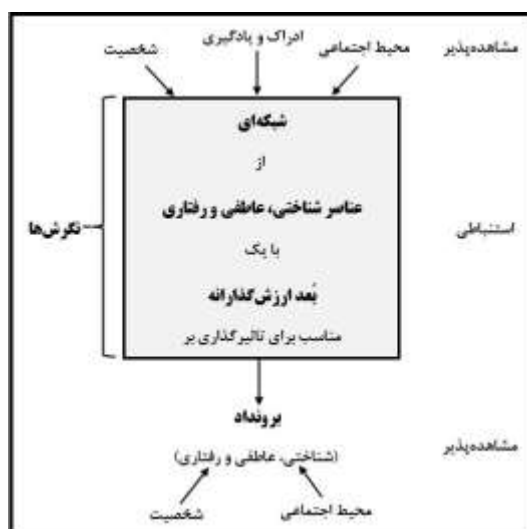 ادراک و یادگیری
مشاهده‌پذیر
محیط اجتماعی
شخصیت
شبکه‌ای
از
عناصر شناختی، عاطفی و رفتاری
نگرش‌ها
استنباطی
با یک
بُعد ارزش‌گذارانه
مناسب برای تاثیرگذاری بر
برونداد
(شناختی، عاطفی و رفتاری)
مشاهده‌پذیر
محیط اجتماعی
شخصیت